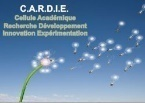 C.A.R.D.I.E.
Cellule Académique
Recherche Développement
Innovation Expérimentation